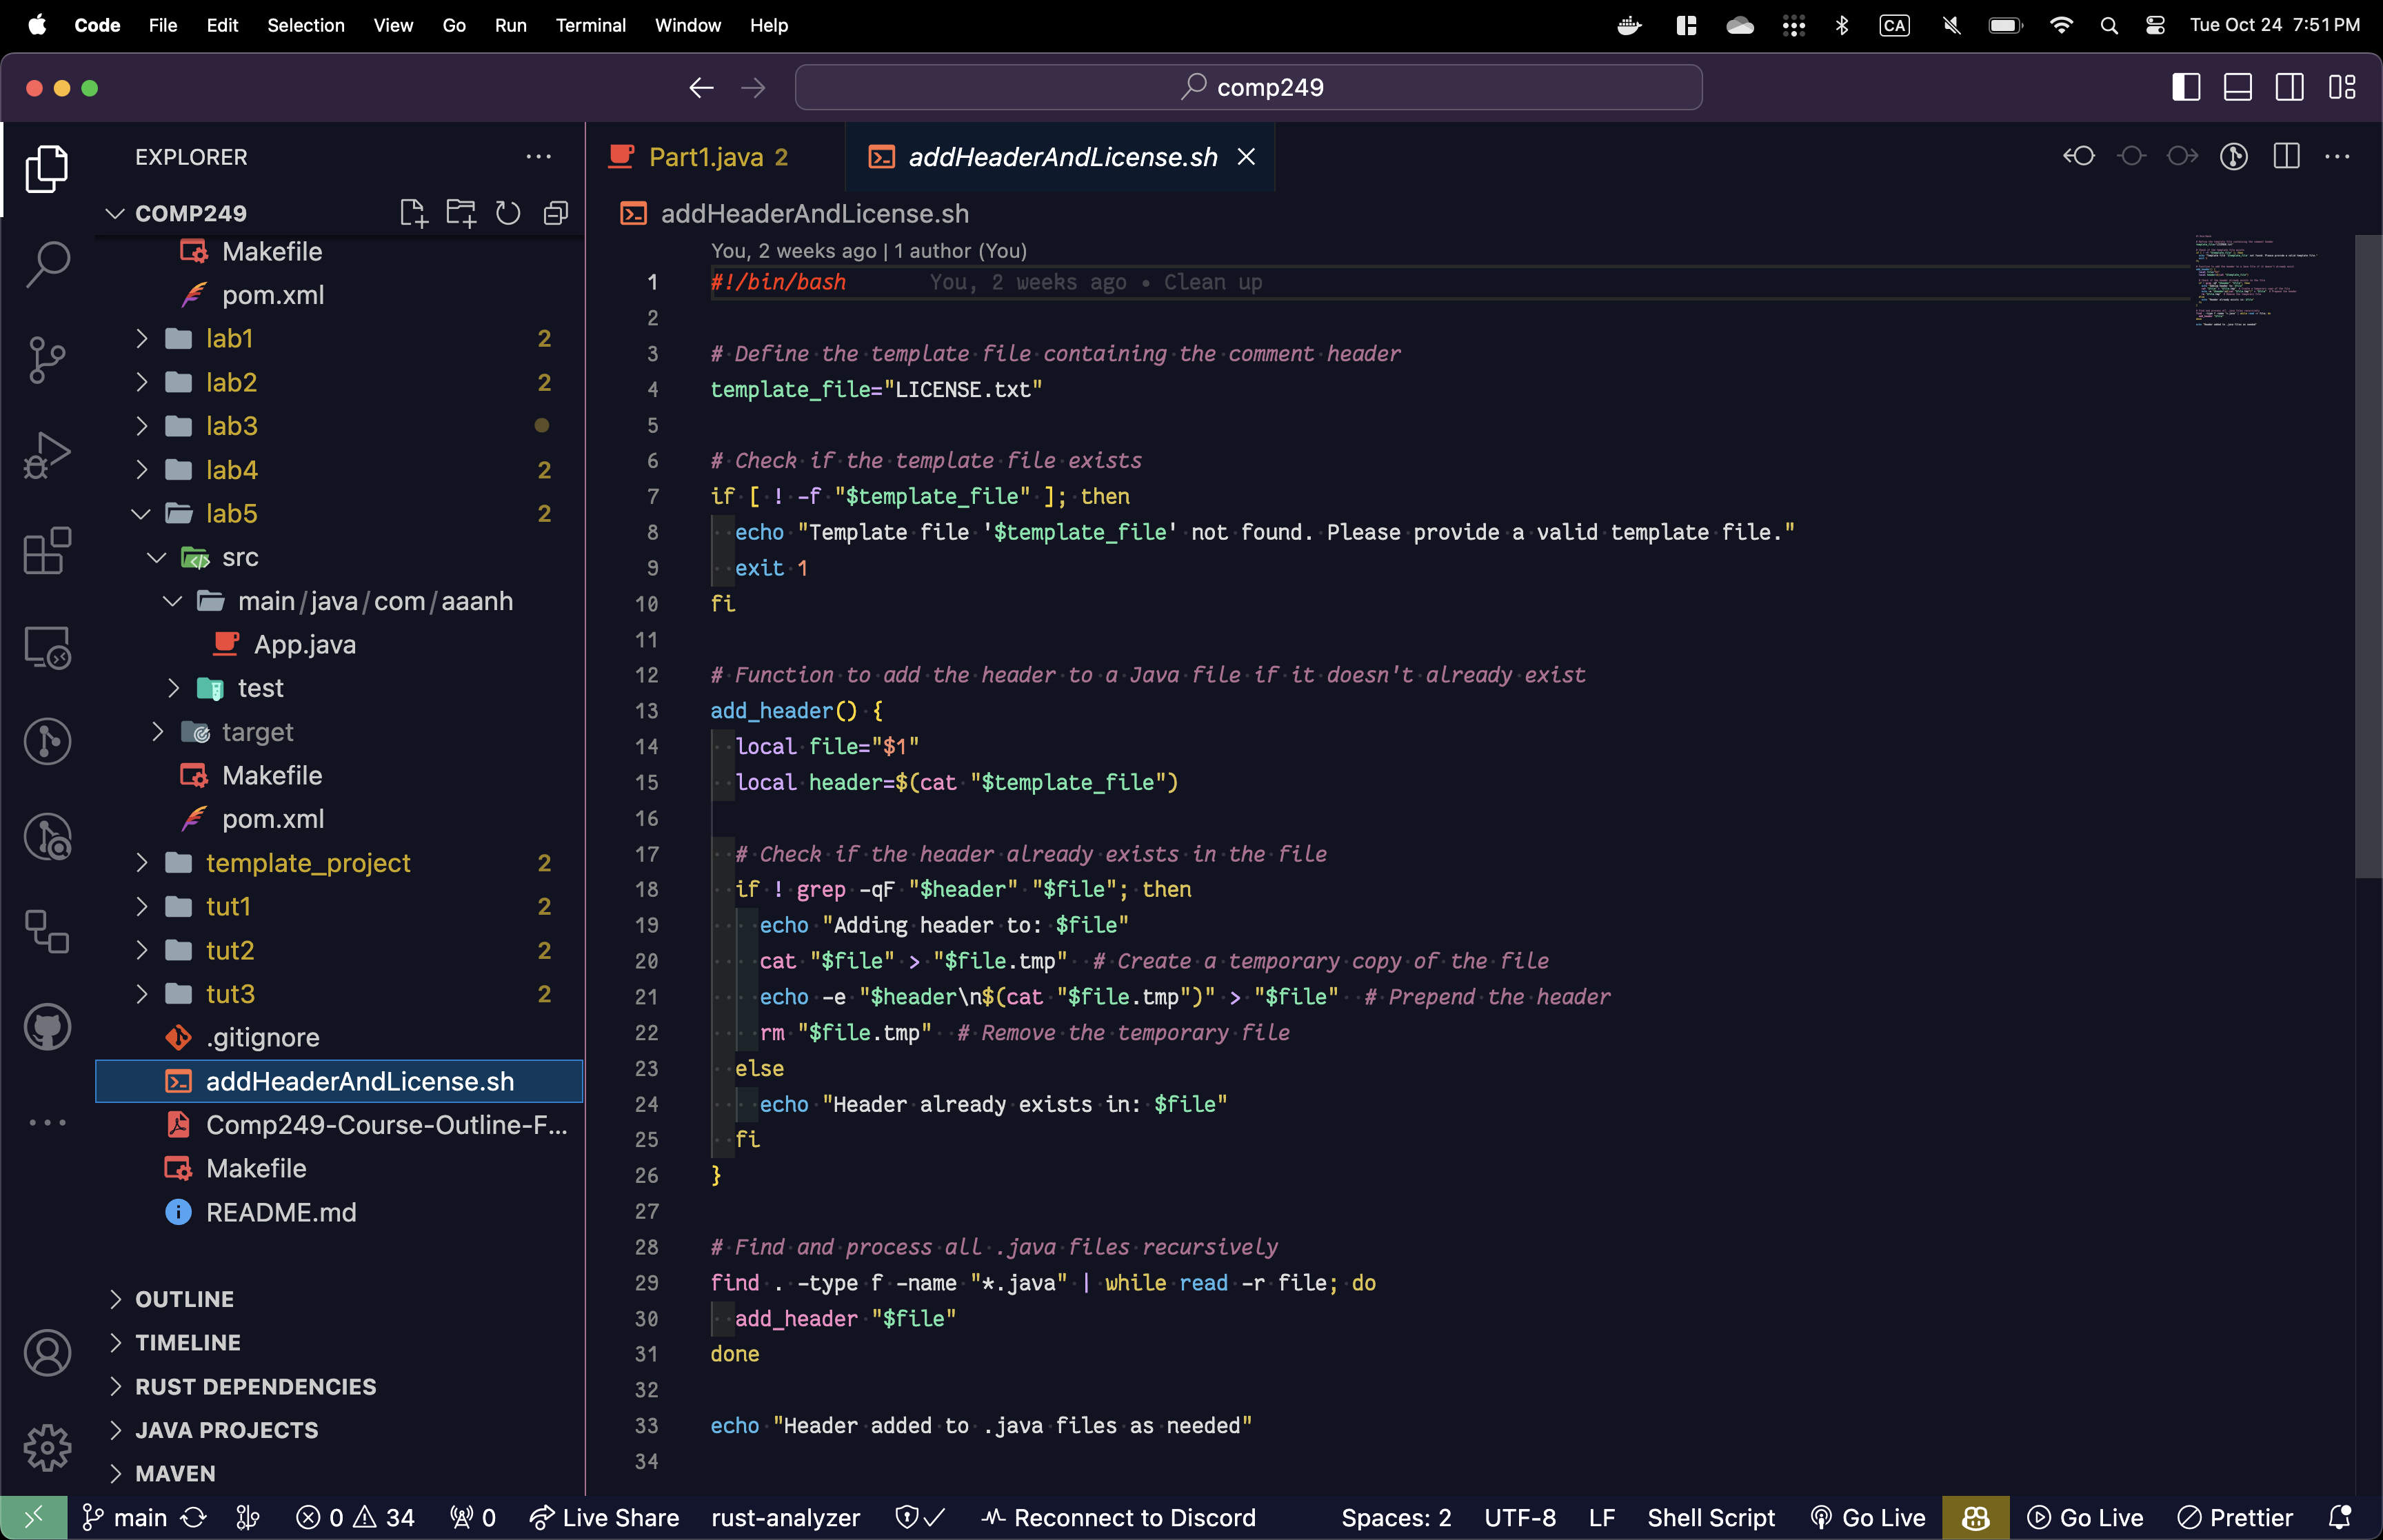 Code File Edit Selection View Go Run Terminal Window Help CA Tue Oct 24 7:51 PM
comp249
EXPLORER
COMP249
Makefile
pom.xml
lab1 2
lab2 2
lab3
lab4 2
lab5 2
src
main/java/com/aaanh
App.java
test
target
Makefile
pom.xml
template_project 2
tut1 2
tut2 2
tut3 2
.gitignore
addHeaderAndLicense.sh
Comp249-Course-Outline-F...
Makefile
README.md
OUTLINE
TIMELINE
RUST DEPENDENCIES
JAVA PROJECTS
MAVEN
Part1.java 2 addHeaderAndLicense.sh
addHeaderAndLicense.sh
You, 2 weeks ago | 1 author (You)
1 #!/bin/bash You, 2 weeks ago • Clean up
2
3 # Define the template file containing the comment header
4 template_file="LICENSE.txt"
5
6 # Check if the template file exists
7 if [ ! -f "$template_file" ]; then
8 echo "Template file '$template_file' not found. Please provide a valid template file."
9 exit 1
10 fi
11
12 # Function to add the header to a Java file if it doesn't already exist
13 add_header() {
14 local file="$1"
15 local header=$(cat "$template_file")
16
17 # Check if the header already exists in the file
18 if ! grep -qF "$header" "$file"; then
19 echo "Adding header to: $file"
20 cat "$file" > "$file.tmp" # Create a temporary copy of the file
21 echo -e "$header\n$(cat "$file.tmp")" > "$file" # Prepend the header
22 rm "$file.tmp" # Remove the temporary file
23 else
24 echo "Header already exists in: $file"
25 fi
26 }
27
28 # Find and process all .java files recursively
29 find . -type f -name "*.java" | while read -r file; do
30 add_header "$file"
31 done
32
33 echo "Header added to .java files as needed"
34
main 0 34 0 Live Share rust-analyzer Reconnect to Discord Spaces: 2 UTF-8 LF Shell Script Go Live Go Live Prettier